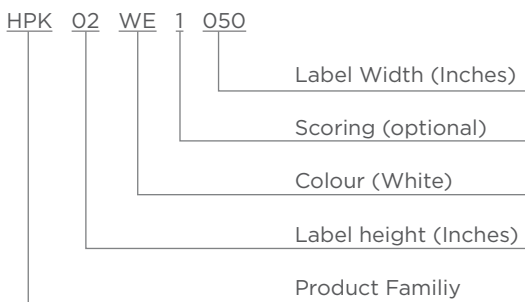 HPK 02 WE 1 050
Label Width (Inches)
Scoring (optional)
Colour (White)
Label height (Inches)
Product Familiy